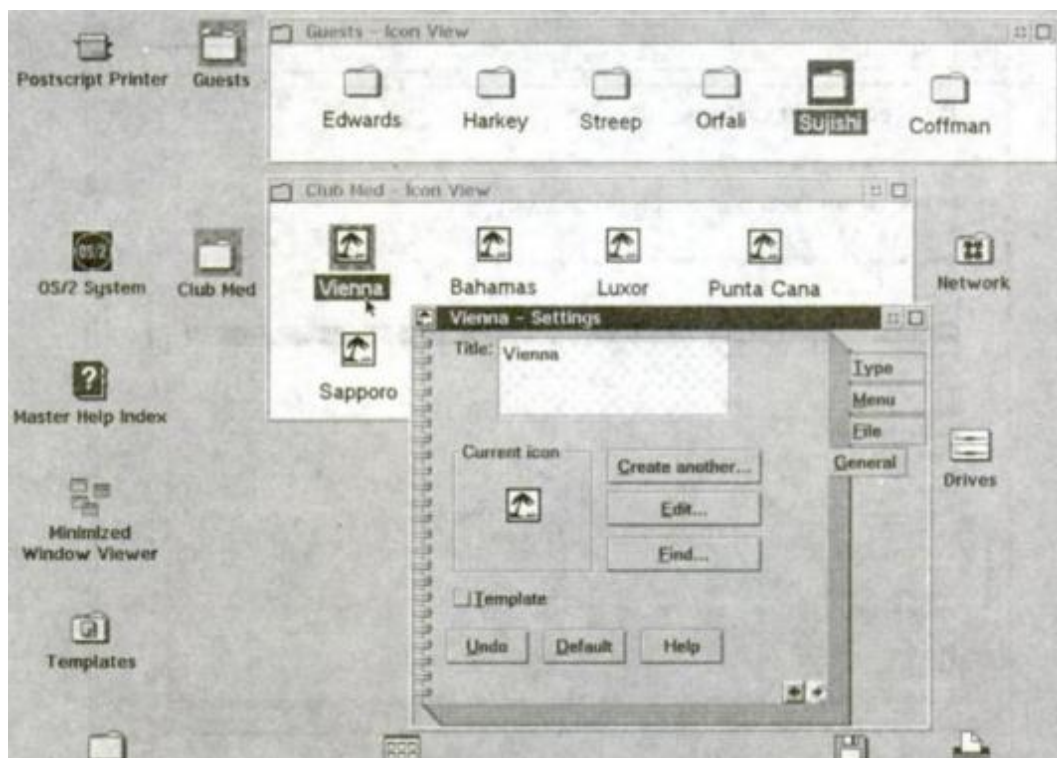 Postscript Printer
Guests
Guests - Icon View
Edwards
Harkey
Streep
Orfali
Sujishi
Coffman
Club Med - Icon View
OS/2
OS/2 System
Club Med
Vienna
Bahamas
Luxor
Punta Cana
Network
Sapporo
Vienna - Settings
Title: Vienna
Type
Menu
File
General
Master Help Index
Current icon
Create another...
Edit...
Find...
Drives
Minimized
Window Viewer
Template
Undo
Default
Help
Templates